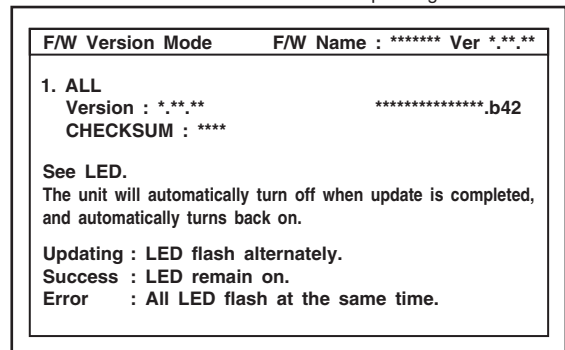 F/W Version Mode F/W Name : ******* Ver *.**.**
1. ALL
Version : *.**.** ***************.b42
CHECKSUM : ****
See LED.
The unit will automatically turn off when update is completed,
and automatically turns back on.
Updating : LED flash alternately.
Success : LED remain on.
Error : All LED flash at the same time.